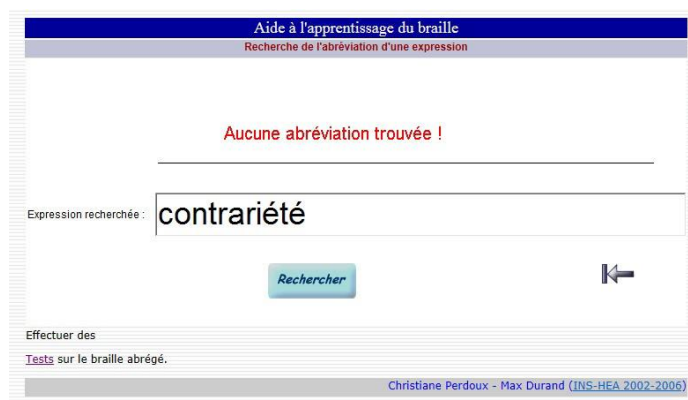 Aide à l'apprentissage du braille
Recherche de l'abréviation d'une expression
Aucune abréviation trouvée !
Expression recherchée : contrariété
Rechercher
Effectuer des
Tests sur le braille abrégé.
Christiane Perdoux - Max Durand (INS-HEA 2002-2006)